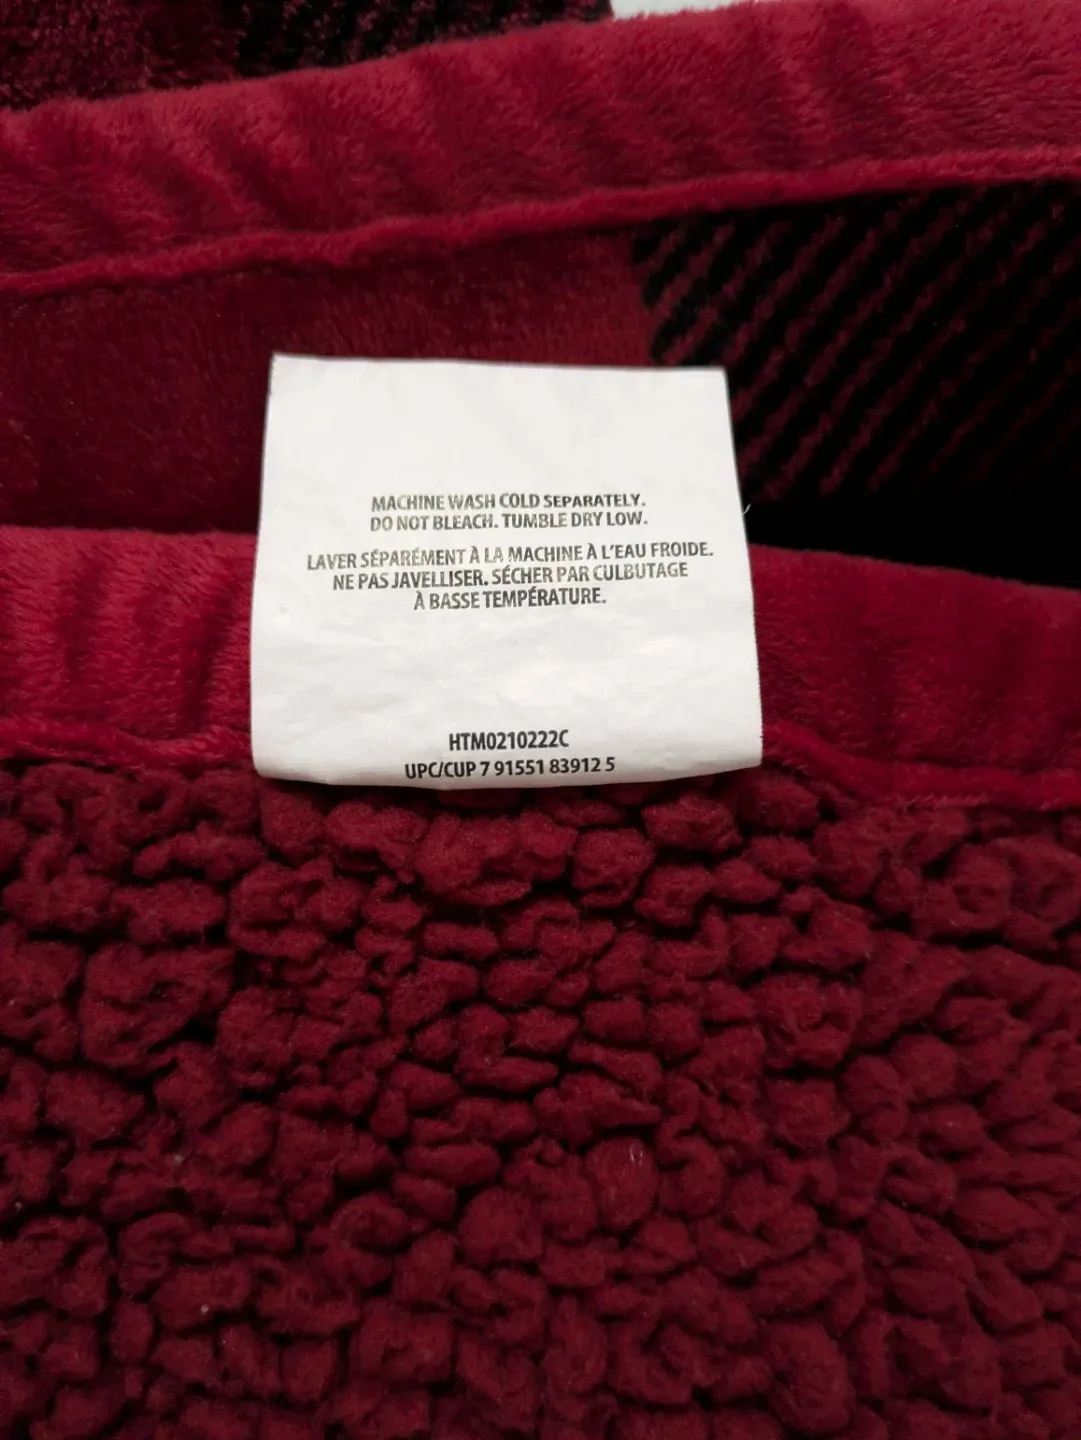 MACHINE WASH COLD SEPARATELY.
DO NOT BLEACH. TUMBLE DRY LOW.
LAVER SÉPARÉMENT À LA MACHINE À L'EAU FROIDE.
NE PAS JAVELLISER. SÉCHER PAR CULBUTAGE
À BASSE TEMPÉRATURE.
HTM0210222C
UPC/CUP 7 91551 83912 5